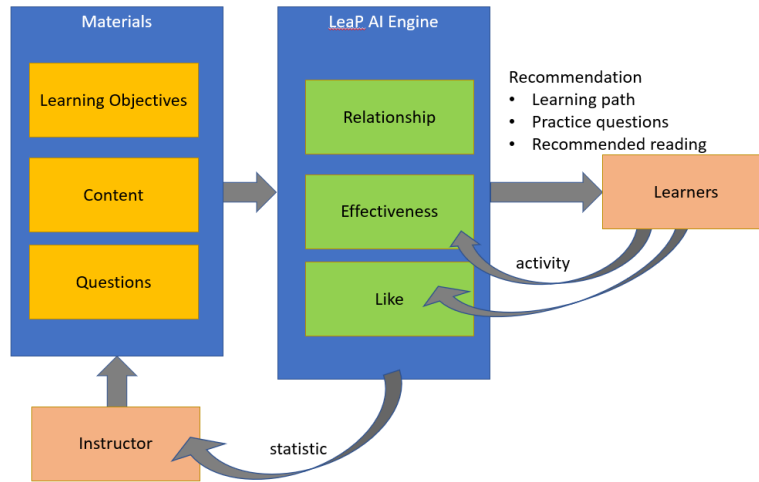 Materials
Learning Objectives
Content
Questions
LeaP AI Engine
Relationship
Effectiveness
Like
Recommendation
• Learning path
• Practice questions
• Recommended reading
Learners
activity
Instructor
statistic